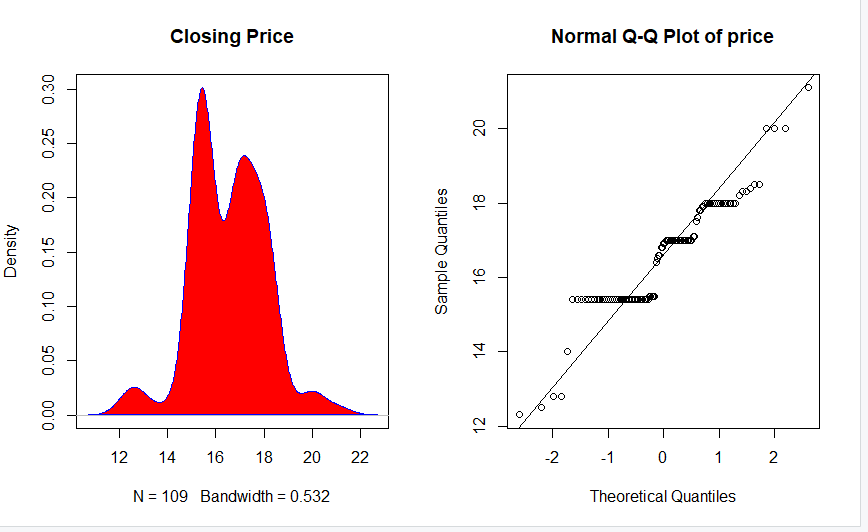 Closing Price
Density
0.00 0.05 0.10 0.15 0.20 0.25 0.30
12 14 16 18 20 22
N = 109 Bandwidth = 0.532
Normal Q-Q Plot of price
Sample Quantiles
12 14 16 18 20
-2 -1 0 1 2
Theoretical Quantiles